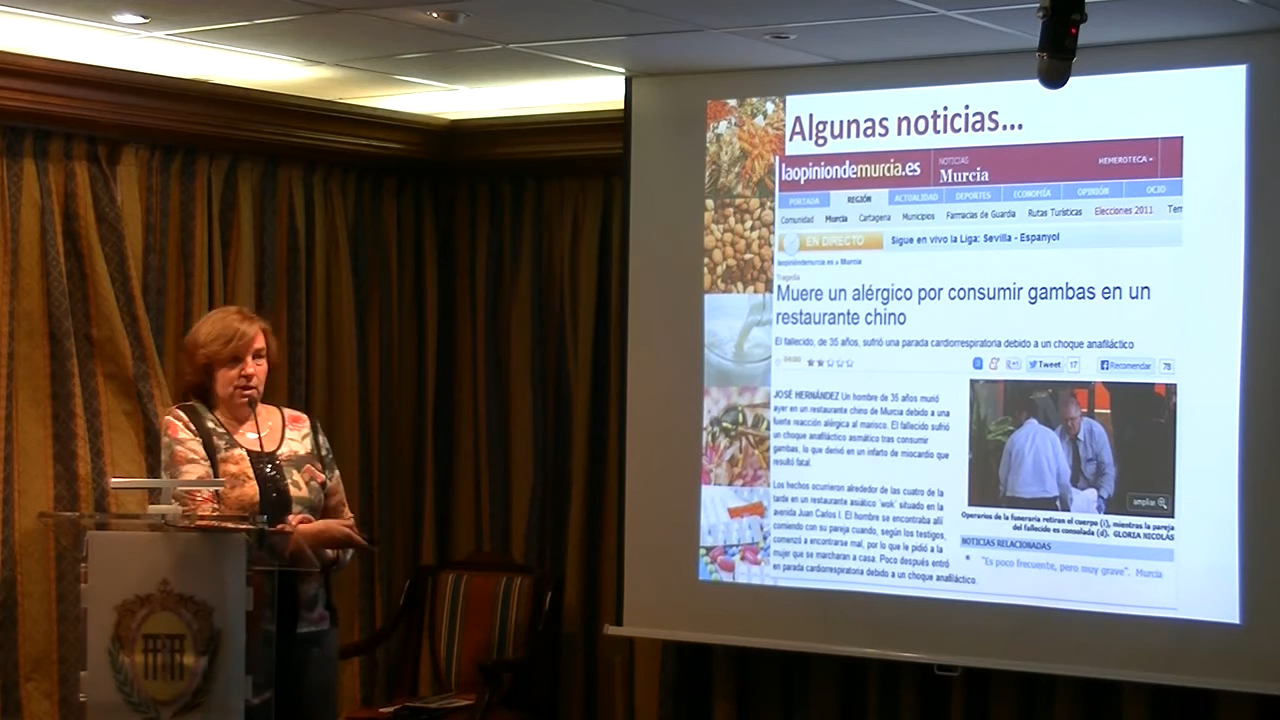 Algunas noticias...
laopiniondemurcia.es
NOTICIAS
Murcia
HEMEROTECA
PORTADA REGIÓN ACTUALIDAD DEPORTES ECONOMÍA OPINIÓN OCIO
Comunidad Murcia Cartagena Municipios Farmacias de Guardia Rutas Turísticas Elecciones 2011 Tem
EN DIRECTO Sigue en vivo la Liga: Sevilla - Espanyol
laopiniondemurcia.es » Murcia
Tragedia
Muere un alérgico por consumir gambas en un
restaurante chino
El fallecido, de 35 años, sufrió una parada cardiorrespiratoria debido a un choque anafiláctico
Tweet 17 Recomendar 78
JOSÉ HERNÁNDEZ Un hombre de 35 años murió
ayer en un restaurante chino de Murcia debido a una
fuerte reacción alérgica al marisco. El fallecido sufrió
un choque anafiláctico asmático tras consumir
gambas, lo que derivó en un infarto de miocardio que
resultó fatal.
Los hechos ocurrieron alrededor de las cuatro de la
tarde en un restaurante asiático 'wok' situado en la
avenida Juan Carlos I. El hombre se encontraba allí
comiendo con su pareja cuando, según los testigos,
comenzó a encontrarse mal, por lo que le pidió a la
mujer que se marcharan a casa. Poco después entró
en parada cardiorrespiratoria debido a un choque anafiláctico.
ampliar
Operarios de la funeraria retiran el cuerpo (i), mientras la pareja
del fallecido es consolada (d). GLORIA NICOLÁS
NOTICIAS RELACIONADAS
"Es poco frecuente, pero muy grave". Murcia